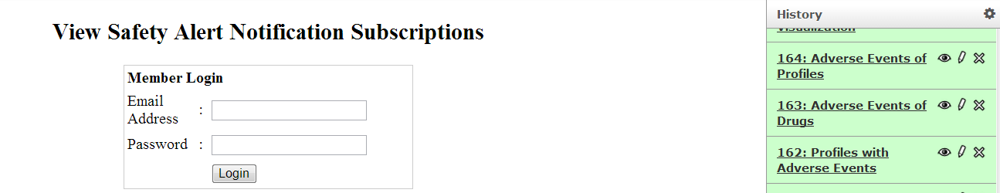 View Safety Alert Notification Subscriptions
Member Login
Email
Address :
Password :
Login
History
Visualization
164: Adverse Events of
Profiles
163: Adverse Events of
Drugs
162: Profiles with
Adverse Events